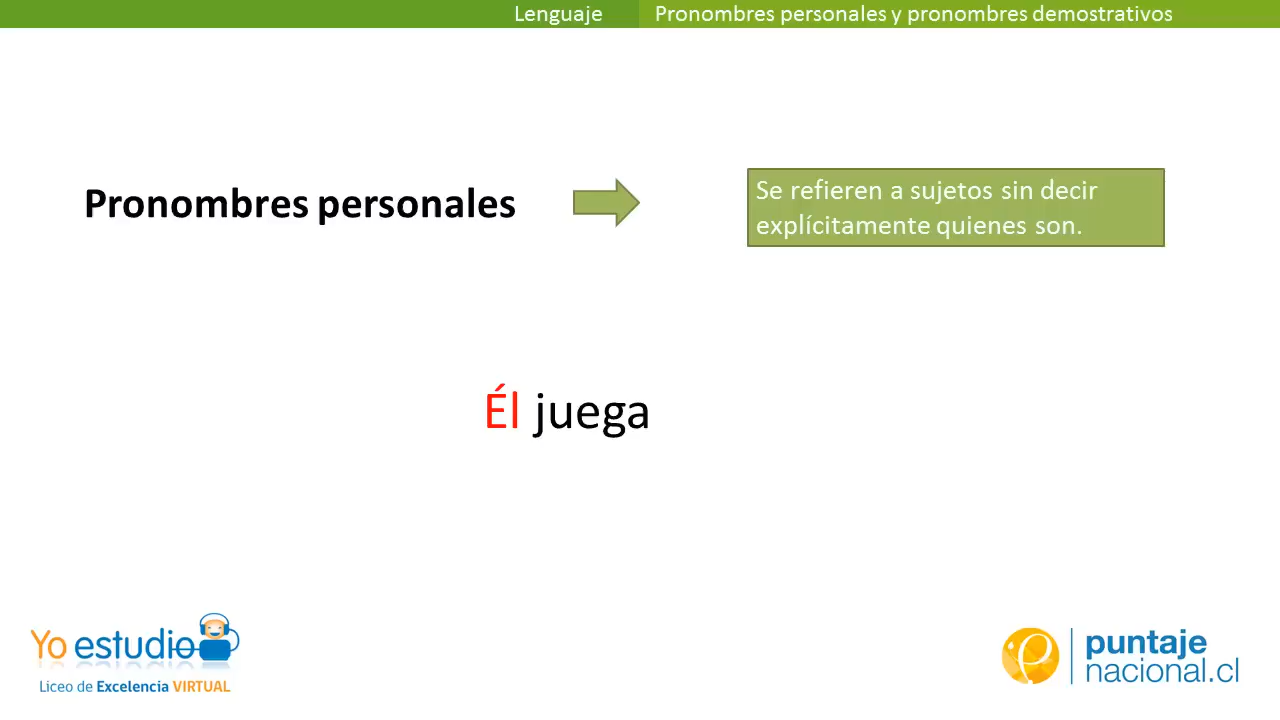 Lenguaje
Pronombres personales y pronombres demostrativos
Pronombres personales
Se refieren a sujetos sin decir
explícitamente quienes son.
Él juega
Yo estudio
Liceo de Excelencia VIRTUAL
puntaje
nacional.cl